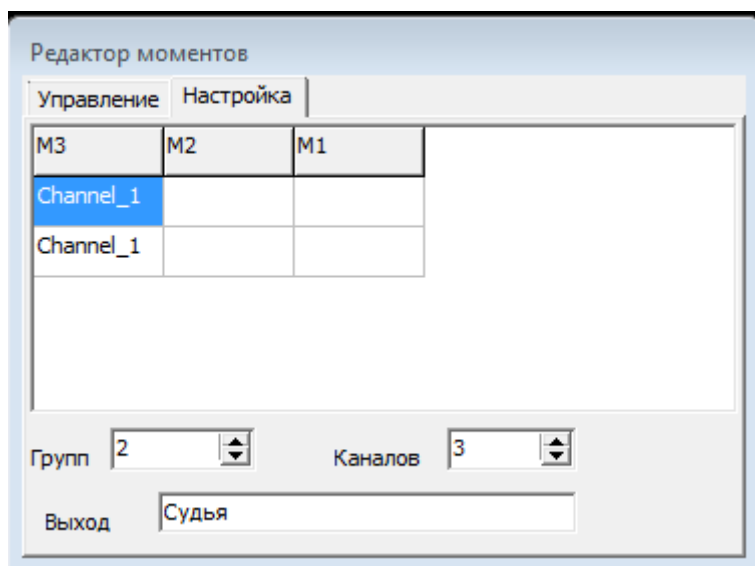 Редактор моментов
Управление Настройка
M3 M2 M1
Channel_1
Channel_1
Групп 2 Каналов 3
Выход Судья